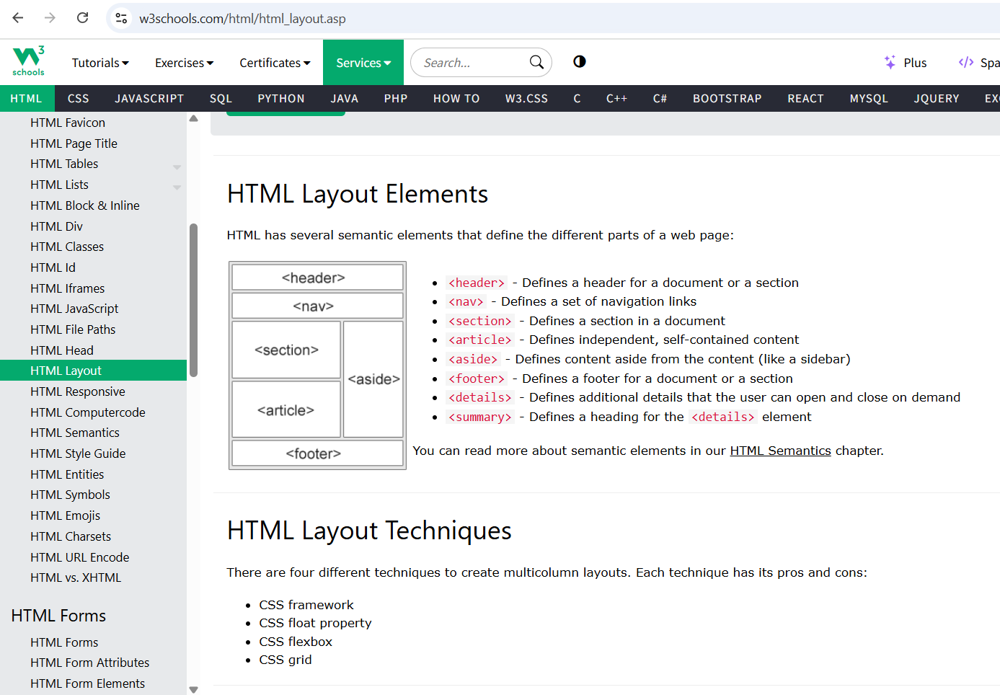 w3schools.com/html/html_layout.asp
W3 schools
Tutorials
Exercises
Certificates
Services
Search...
Plus
</> Spa
HTML
CSS
JAVASCRIPT
SQL
PYTHON
JAVA
PHP
HOW TO
W3.CSS
C
C++
C#
BOOTSTRAP
REACT
MYSQL
JQUERY
EX
HTML Favicon
HTML Page Title
HTML Tables
HTML Lists
HTML Block & Inline
HTML Div
HTML Classes
HTML Id
HTML Iframes
HTML JavaScript
HTML File Paths
HTML Head
HTML Layout
HTML Responsive
HTML Computercode
HTML Semantics
HTML Style Guide
HTML Entities
HTML Symbols
HTML Emojis
HTML Charsets
HTML URL Encode
HTML vs. XHTML
HTML Forms
HTML Forms
HTML Form Attributes
HTML Form Elements
HTML Layout Elements
HTML has several semantic elements that define the different parts of a web page:
<header>
<nav>
<section>
<aside>
<article>
<footer>
<header> - Defines a header for a document or a section
<nav> - Defines a set of navigation links
<section> - Defines a section in a document
<article> - Defines independent, self-contained content
<aside> - Defines content aside from the content (like a sidebar)
<footer> - Defines a footer for a document or a section
<details> - Defines additional details that the user can open and close on demand
<summary> - Defines a heading for the <details> element
You can read more about semantic elements in our HTML Semantics chapter.
HTML Layout Techniques
There are four different techniques to create multicolumn layouts. Each technique has its pros and cons:
CSS framework
CSS float property
CSS flexbox
CSS grid